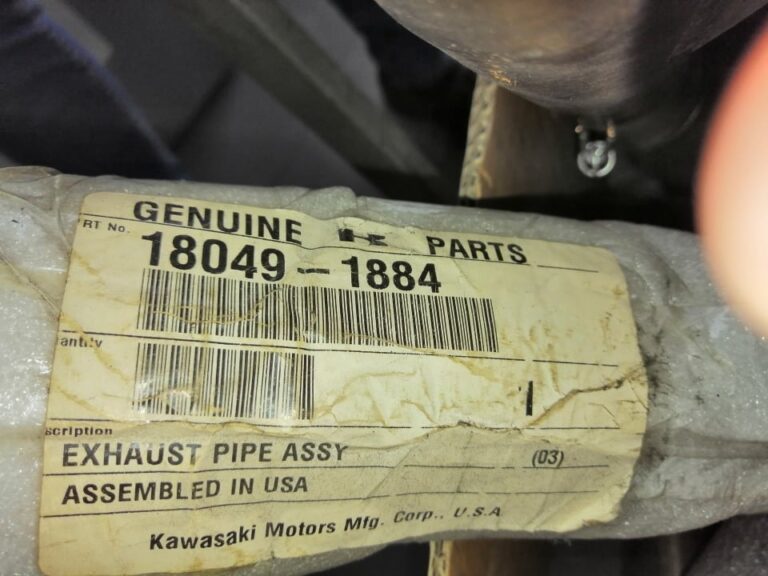 GENUINE K PARTS
RT No. 18049-1884
antity 1
scription
EXHAUST PIPE ASSY (03)
ASSEMBLED IN USA
Kawasaki Motors Mfg. Corp., U.S.A